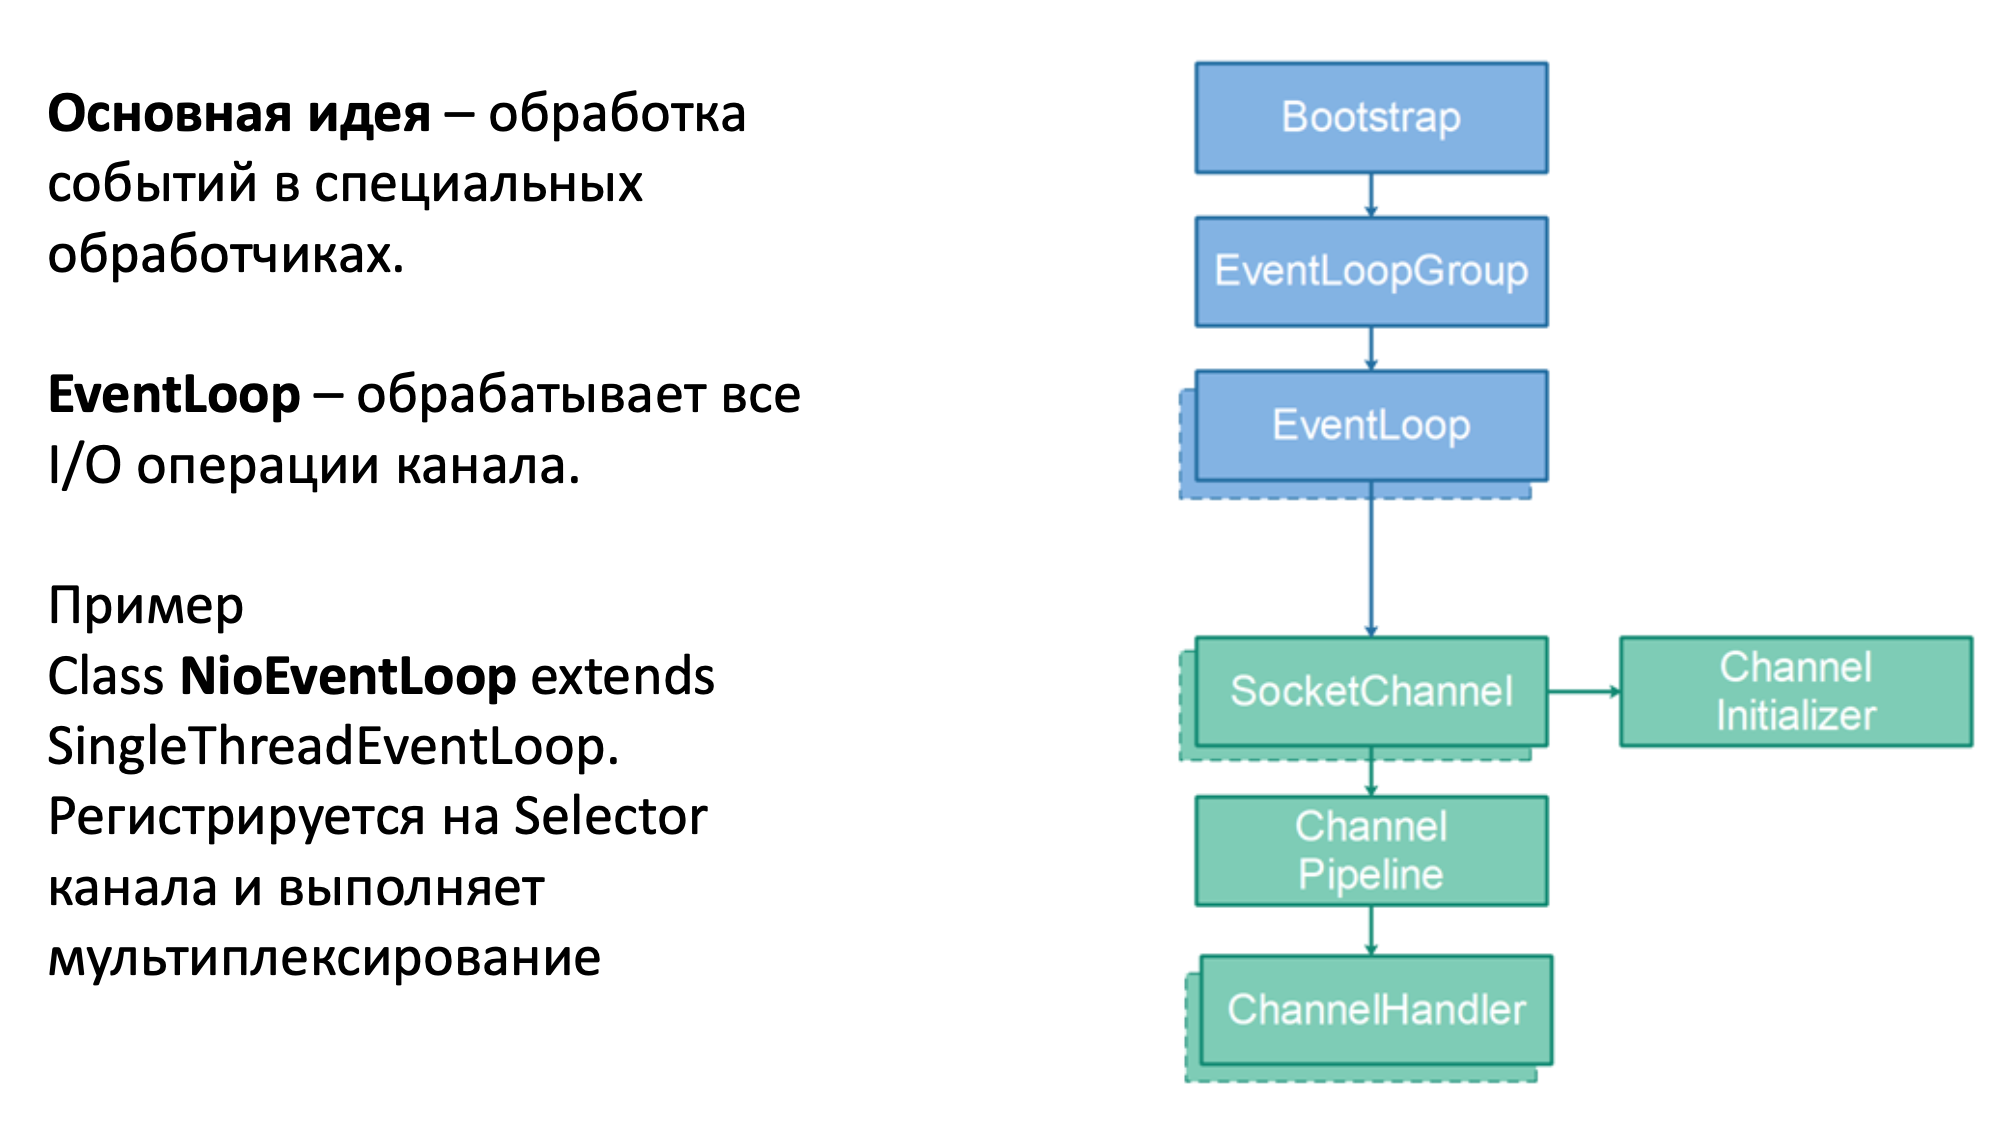 Основная идея – обработка
событий в специальных
обработчиках.
EventLoop – обрабатывает все
I/O операции канала.
Пример
Class NioEventLoop extends
SingleThreadEventLoop.
Регистрируется на Selector
канала и выполняет
мультиплексирование
Bootstrap
EventLoopGroup
EventLoop
SocketChannel
Channel
Initializer
Channel
Pipeline
ChannelHandler